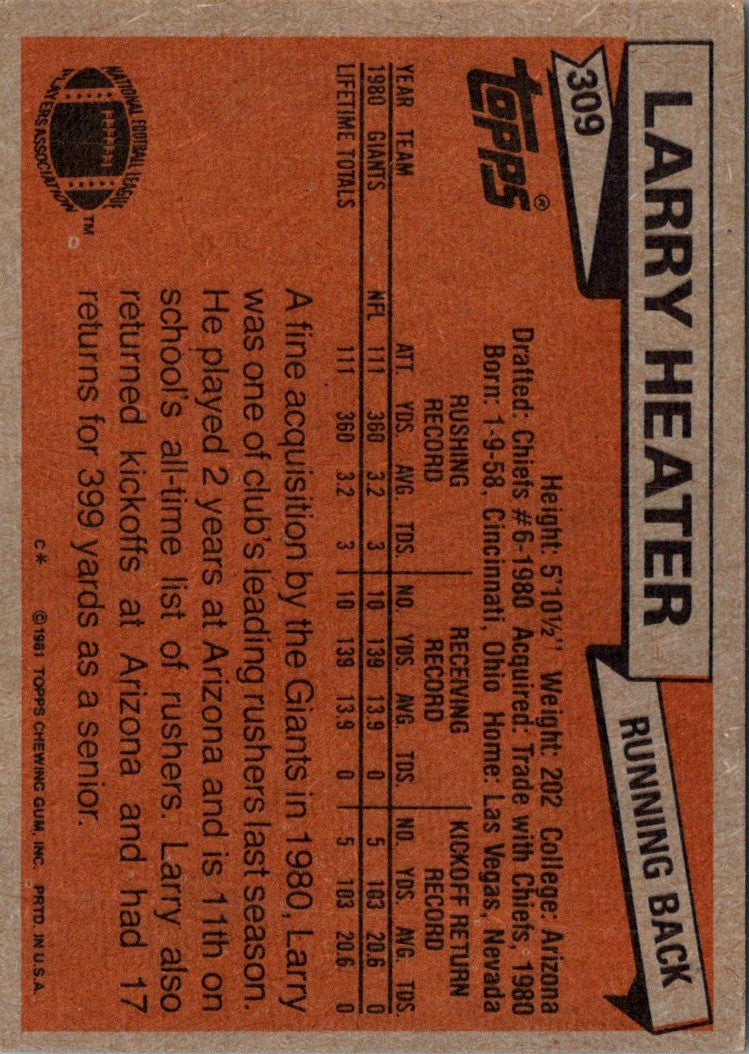 LARRY HEATER
RUNNING BACK
309
TOPPS®
Height: 5'10½" Weight: 202 College: Arizona
Drafted: Chiefs #6-1980 Acquired: Trade with Chiefs, 1980
Born: 1-9-58, Cincinnati, Ohio Home: Las Vegas, Nevada
RUSHING RECORD RECEIVING RECORD KICKOFF RETURN RECORD
YEAR TEAM ATT. YDS. AVG TDS. NO. YDS AVG. TDS. NO. YDS AVG TDS
1980 GIANTS NFL 111 360 3.2 3 10 139 13.9 0 5 103 20.6 0
LIFETIME TOTALS 111 360 3.2 3 10 139 13.9 0 5 103 20.6 0
A fine acquisition by the Giants in 1980, Larry
was one of club's leading rushers last season.
He played 2 years at Arizona and is 11th on
school's all-time list of rushers. Larry also
returned kickoffs at Arizona and had 17
returns for 399 yards as a senior.
NATIONAL FOOTBALL LEAGUE
PLAYERS ASSOCIATION
TM
C* ©1981 TOPPS CHEWING GUM, INC. PRTD. IN U.S.A.